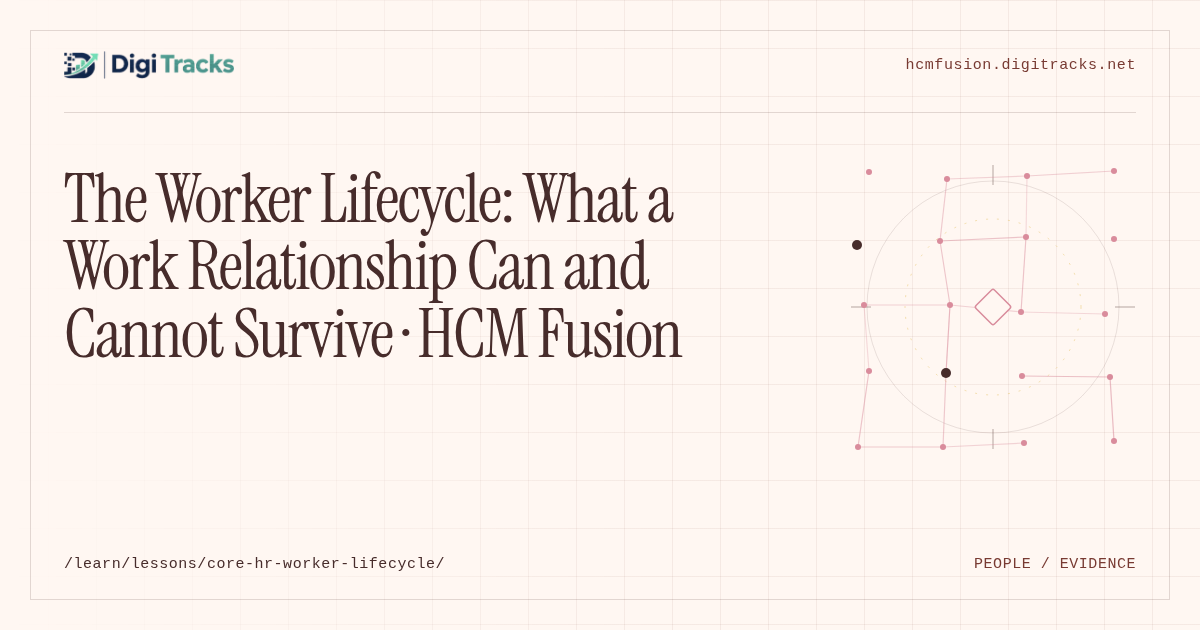 Digi Tracks
hcmfusion.digitracks.net
The Worker Lifecycle: What a
Work Relationship Can and
Cannot Survive · HCM Fusion
/learn/lessons/core-hr-worker-lifecycle/
PEOPLE / EVIDENCE